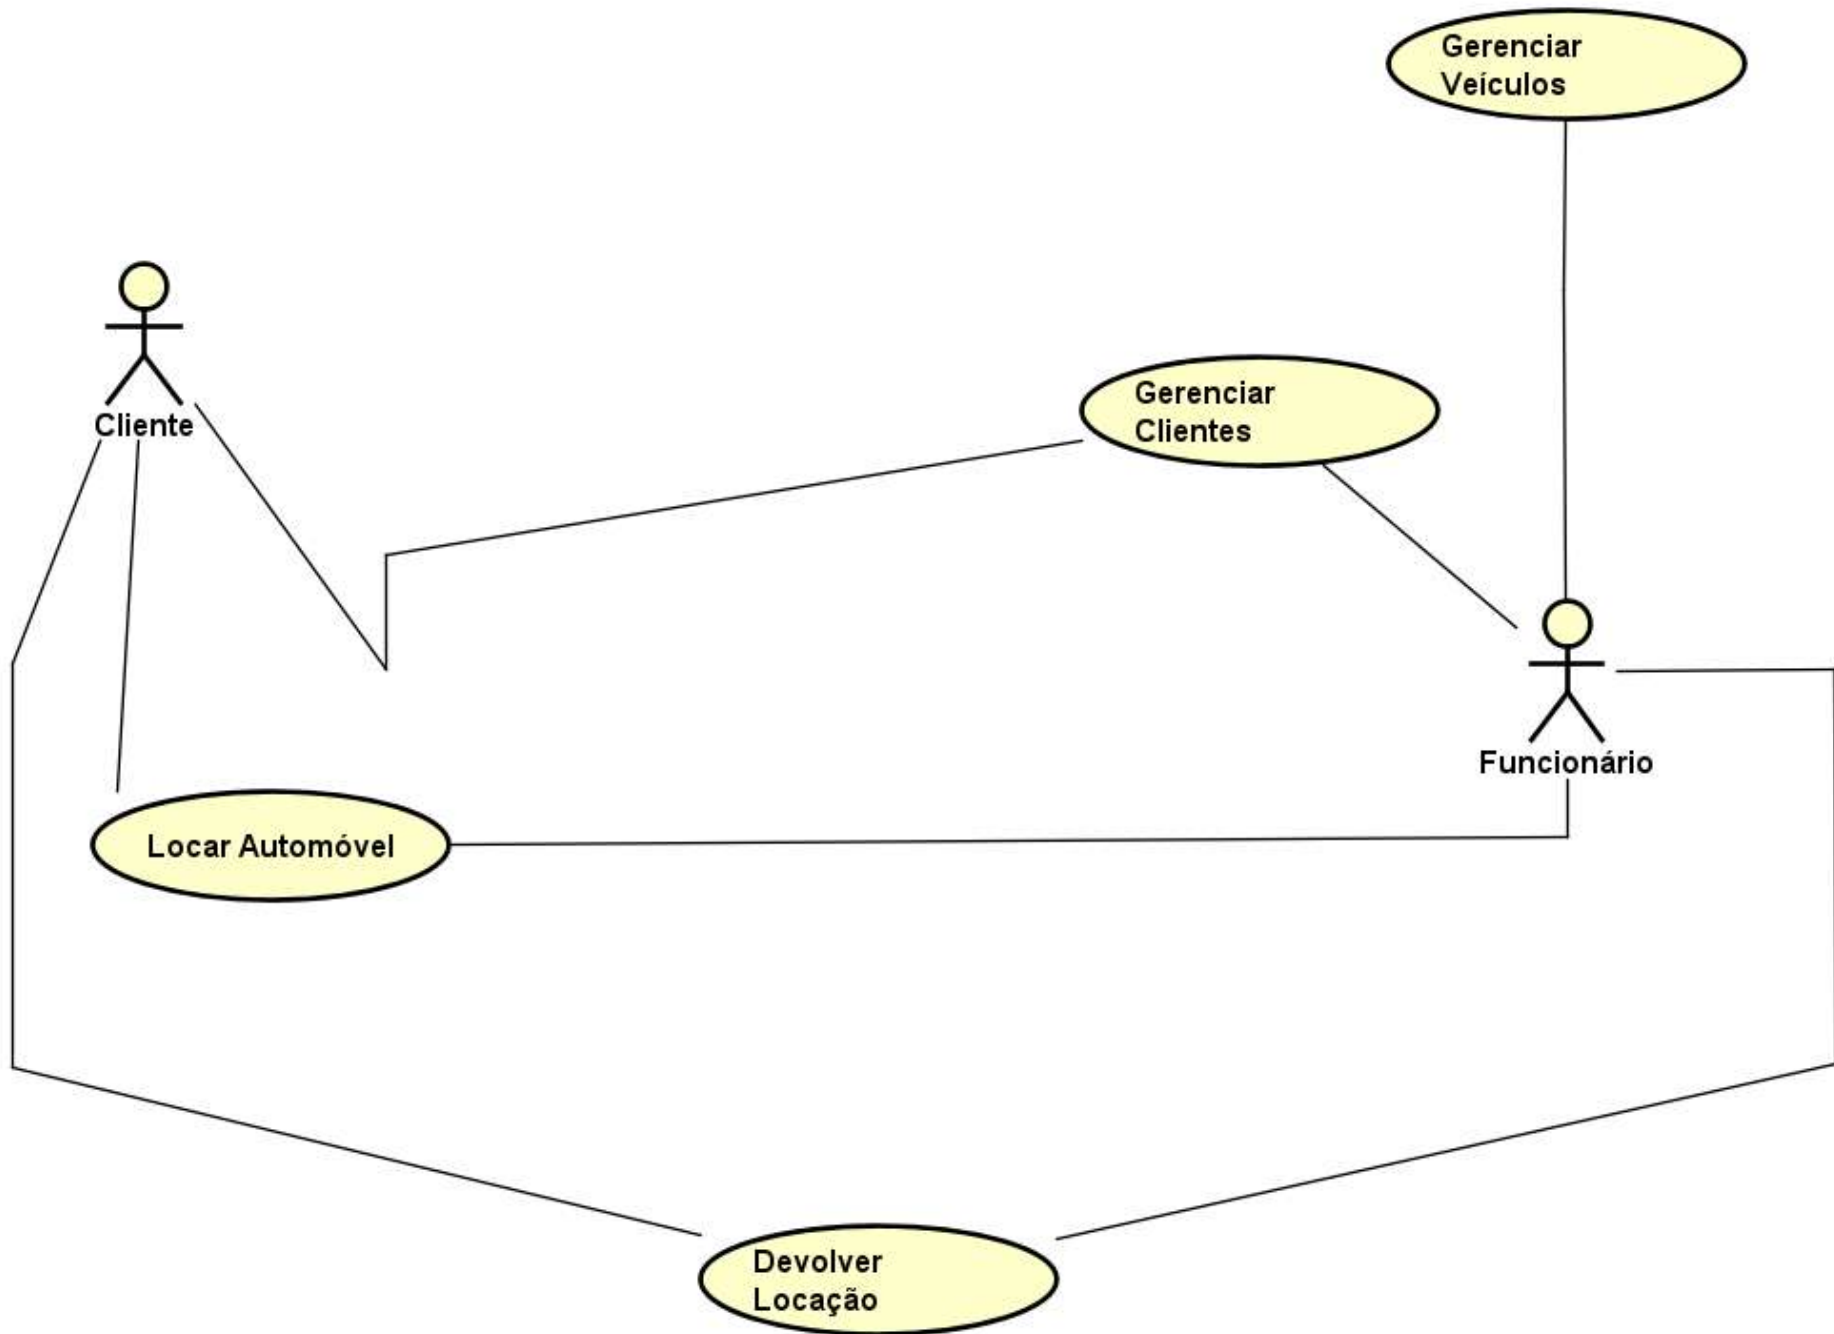 Gerenciar
Veículos
Cliente
Gerenciar
Clientes
Funcionário
Locar Automóvel
Devolver
Locação